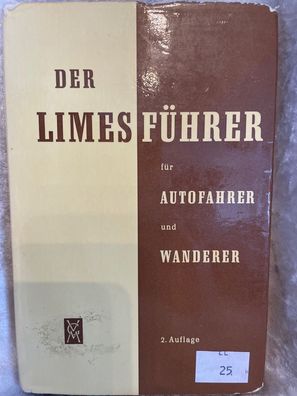 DER
LIMES FÜHRER
für
AUTOFAHRER
und
WANDERER
2. Auflage
25